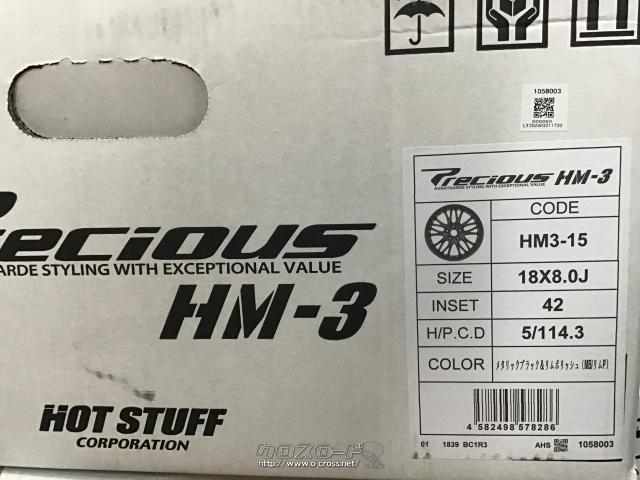 1058003
000000
LY202403211720
Precious
AVANTGARDE STYLING WITH EXCEPTIONAL VALUE
HM-3
CODE
HM3-15
SIZE 18X8.0J
INSET 42
H/P.C.D 5/114.3
COLOR メタリックブラック&リムポリッシュ (MB/リムP)
4 582498 578286
01 1839 BC1R3 AHS 1058003
Precious
ARDE STYLING WITH EXCEPTIONAL VALUE
HM-3
HOT STUFF
CORPORATION
クロスロード
http://www.o-cross.net/